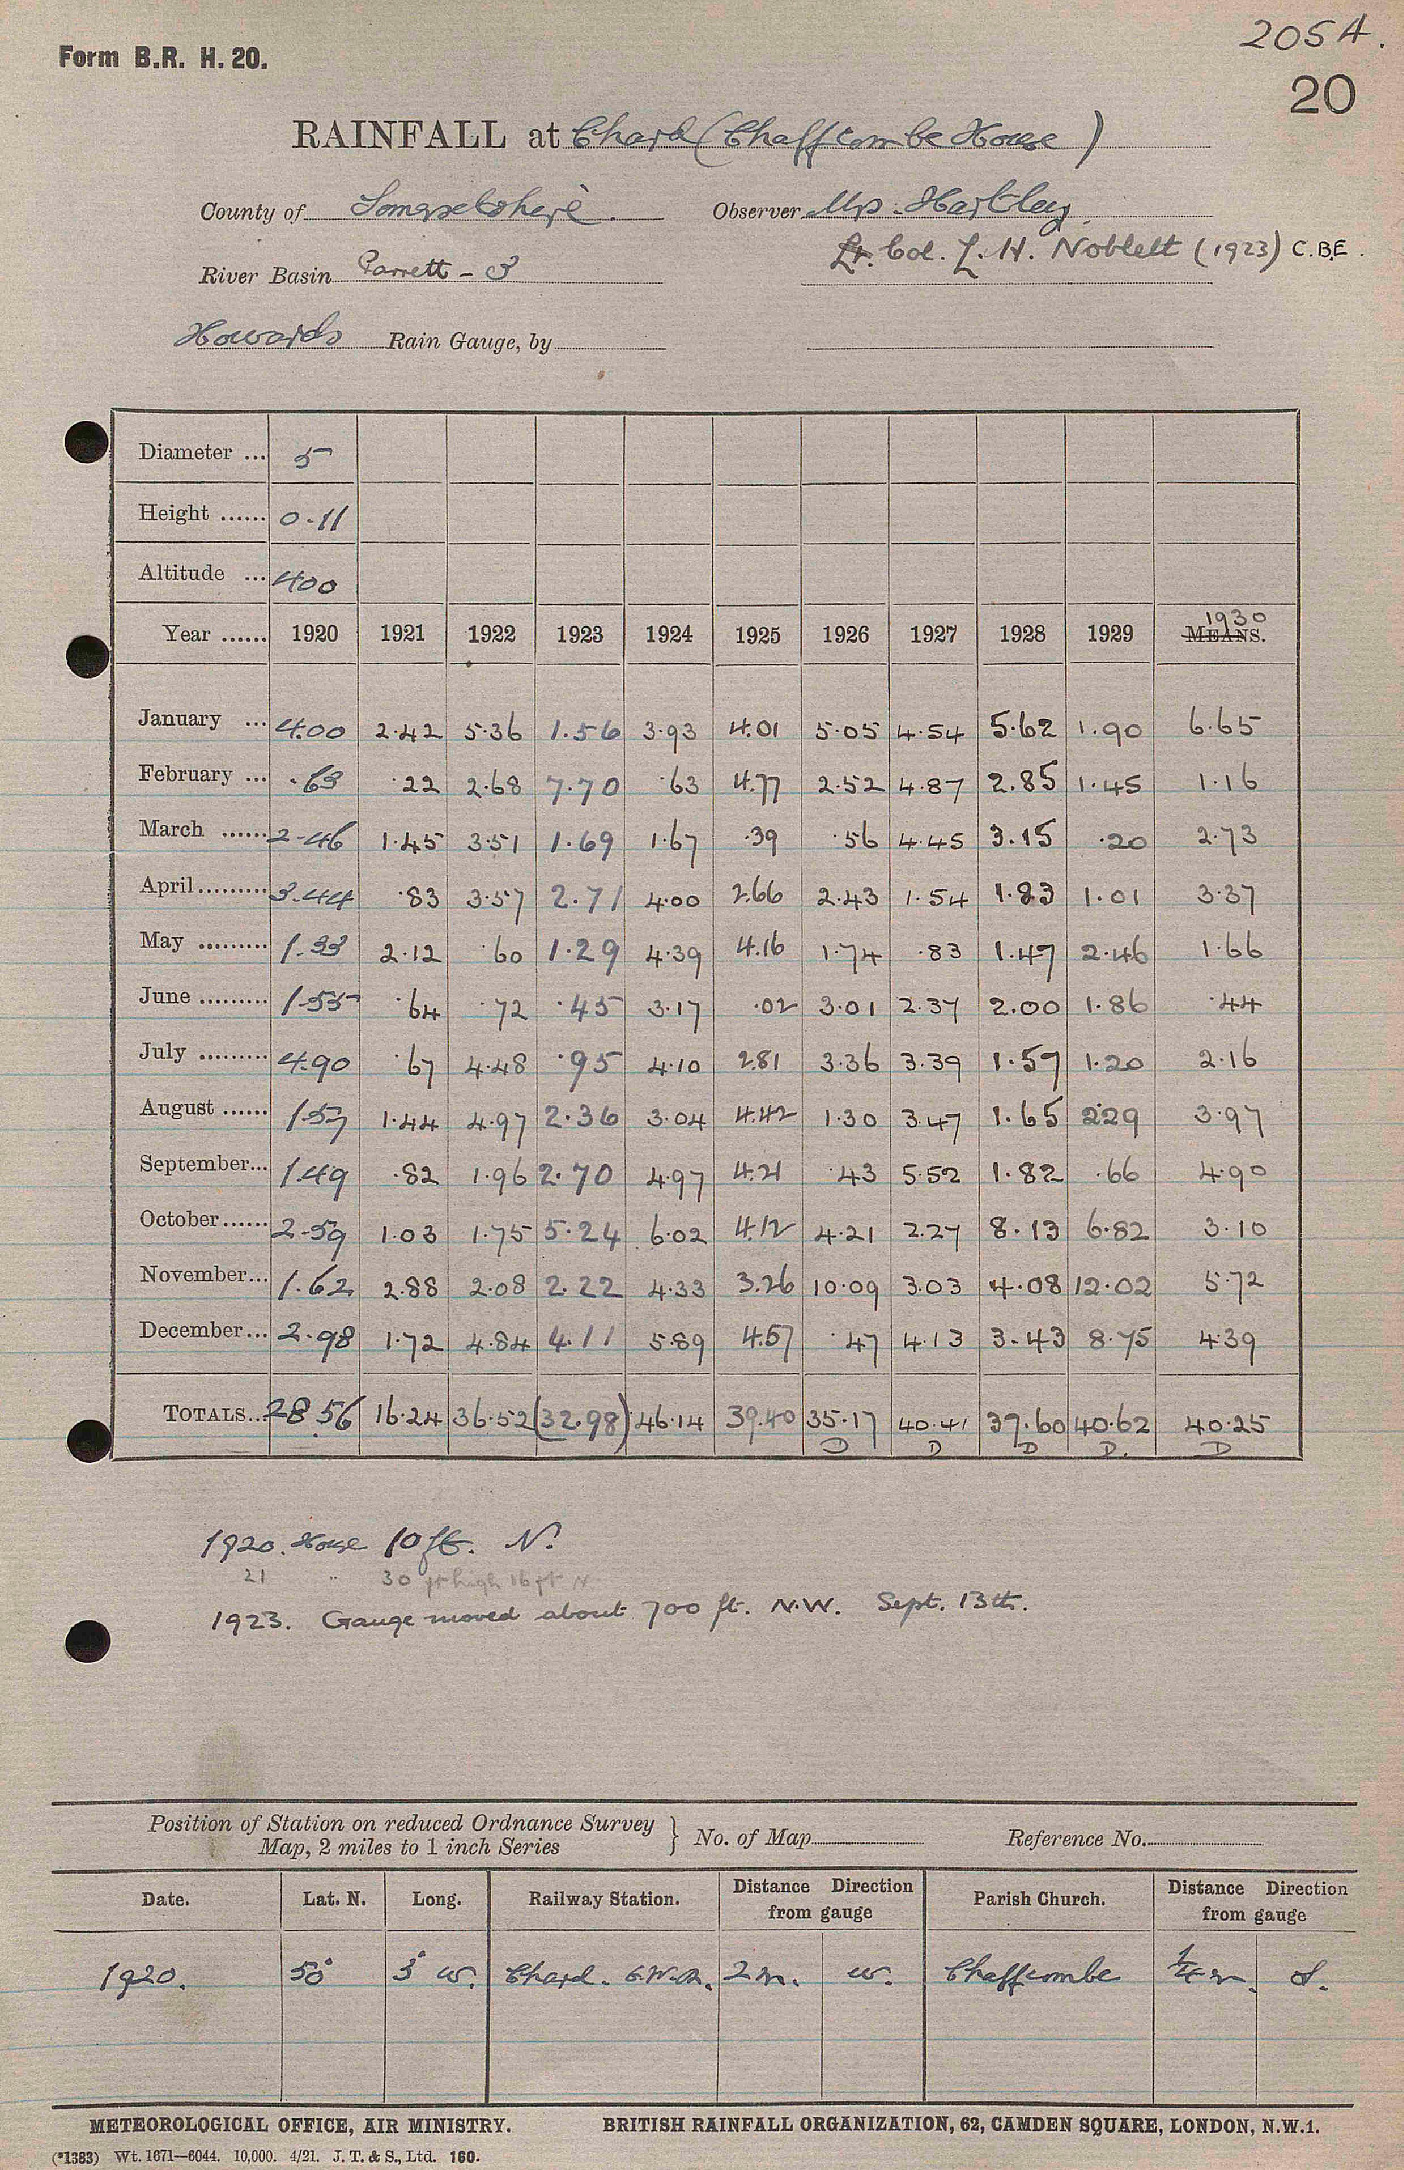 205A.
Form B.R. H. 20.
20
RAINFALL at Chard (Chaffcombe House)
County of Somersetshire Observer Mrs. Hartley
Lt. Col. L. H. Noblett (1923) C.B.E.
River Basin Parrett - 3
Howards Rain Gauge, by
Diameter ... 5
Height ...... 0.11
Altitude ... 400
1930
Year ...... 1920 1921 1922 1923 1924 1925 1926 1927 1928 1929 MEANS.
January ... 4.00 2.42 5.36 1.56 3.93 4.01 5.05 4.54 5.62 1.90 6.65
February ... .63 .22 2.68 7.70 .63 4.77 2.52 4.87 2.85 1.45 1.16
March ...... 2.46 1.45 3.51 1.69 1.67 .39 .56 4.45 3.15 .20 2.73
April......... 3.44 .83 3.57 2.71 4.00 2.66 2.43 1.54 1.83 1.01 3.37
May ......... 1.33 2.12 .60 1.29 4.39 4.16 1.74 .83 1.47 2.46 1.66
June ......... 1.55 .64 .72 .45 3.17 .02 3.01 2.37 2.00 1.86 .44
July ......... 4.90 .67 4.48 .95 4.10 2.81 3.36 3.39 1.57 1.20 2.16
August ...... 1.57 1.44 4.97 2.36 3.04 4.42 1.30 3.47 1.65 2.29 3.97
September... 1.49 .82 1.96 2.70 4.97 4.21 .43 5.52 1.82 .66 4.90
October...... 2.59 1.03 1.75 5.24 6.02 4.12 4.21 2.27 8.13 6.82 3.10
November... 1.62 2.88 2.08 2.22 4.33 3.26 10.09 3.03 4.08 12.02 5.72
December... 2.98 1.72 4.84 4.11 5.89 4.57 .47 4.13 3.43 8.75 4.39
TOTALS... 28.56 16.24 36.52 (32.98) 46.14 39.40 35.17 40.41 37.60 40.62 40.25
D D D D. D
1920. House 10 ft. N.
21 " 30 ft high 16 ft N
1923. Gauge moved about 700 ft. N.W. Sept. 13th.
Position of Station on reduced Ordnance Survey
Map, 2 miles to 1 inch Series } No. of Map Reference No.
Date. Lat. N. Long. Railway Station. Distance Direction from gauge Parish Church. Distance Direction from gauge
1920. 50° 3° W. Chard. G.W.R. 2 m. W. Chaffcombe 1/4 m. S.
METEOROLOGICAL OFFICE, AIR MINISTRY. BRITISH RAINFALL ORGANIZATION, 62, CAMDEN SQUARE, LONDON, N.W.1.
(*1383) Wt. 1671—6044. 10,000. 4/21. J. T. & S., Ltd. 160.